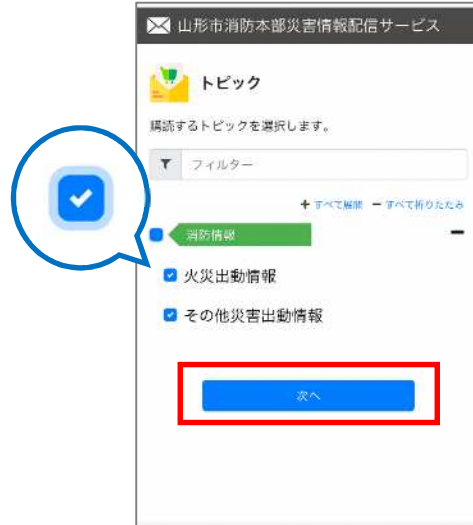 山形市消防本部災害情報配信サービス
トピック
購読するトピックを選択します。
フィルター
+ すべて展開 − すべて折りたたみ
消防情報
火災出動情報
その他災害出動情報
次へ